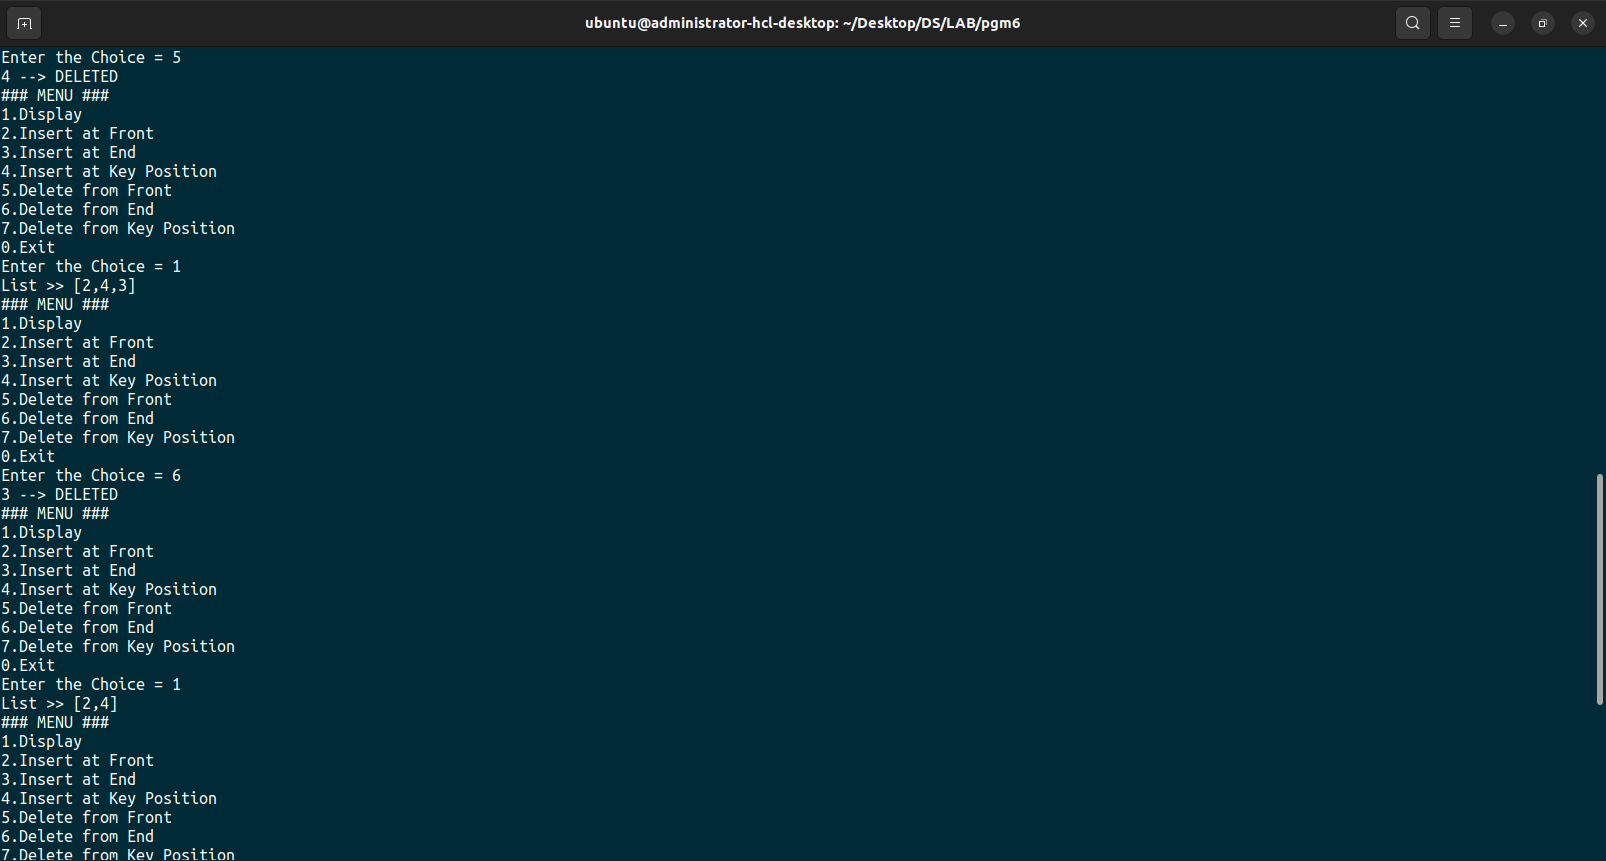 ubuntu@administrator-hcl-desktop: ~/Desktop/DS/LAB/pgm6
Enter the Choice = 5
4 --> DELETED
### MENU ###
1.Display
2.Insert at Front
3.Insert at End
4.Insert at Key Position
5.Delete from Front
6.Delete from End
7.Delete from Key Position
0.Exit
Enter the Choice = 1
List >> [2,4,3]
### MENU ###
1.Display
2.Insert at Front
3.Insert at End
4.Insert at Key Position
5.Delete from Front
6.Delete from End
7.Delete from Key Position
0.Exit
Enter the Choice = 6
3 --> DELETED
### MENU ###
1.Display
2.Insert at Front
3.Insert at End
4.Insert at Key Position
5.Delete from Front
6.Delete from End
7.Delete from Key Position
0.Exit
Enter the Choice = 1
List >> [2,4]
### MENU ###
1.Display
2.Insert at Front
3.Insert at End
4.Insert at Key Position
5.Delete from Front
6.Delete from End
7.Delete from Key Position